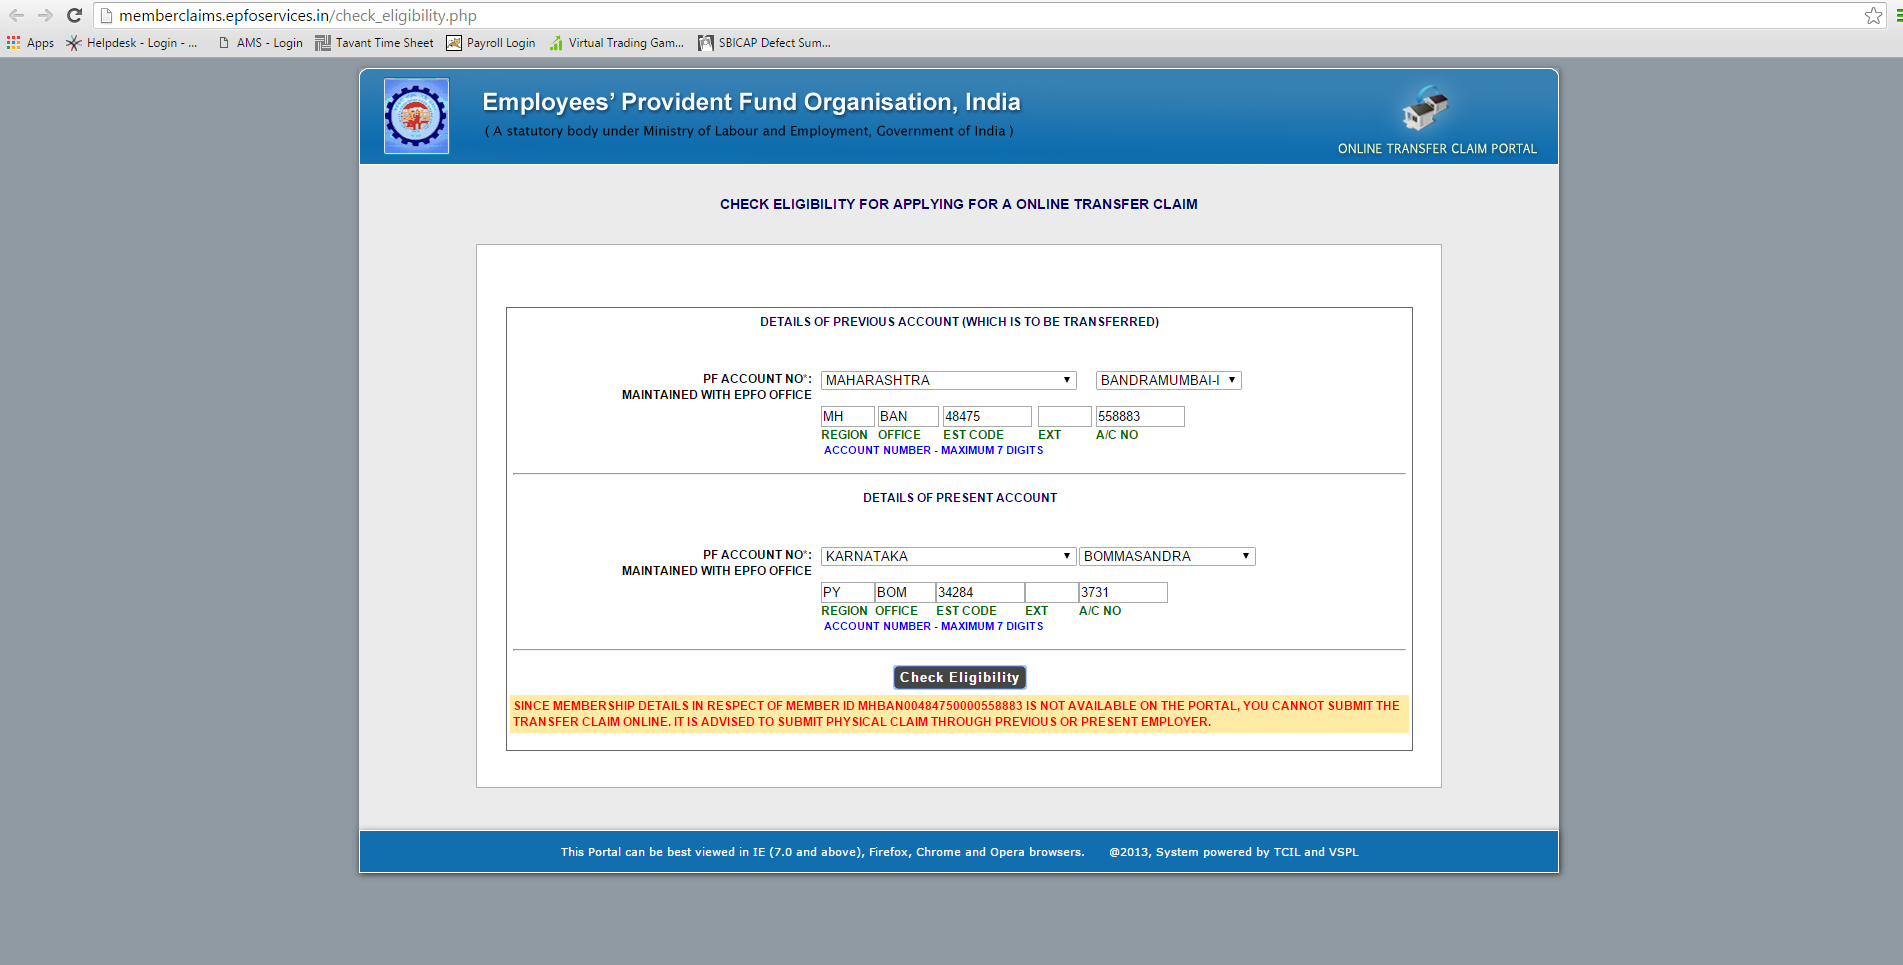 memberclaims.epfoservices.in/check_eligibility.php
Apps Helpdesk - Login - ... AMS - Login Tavant Time Sheet Payroll Login Virtual Trading Gam... SBICAP Defect Sum...
Employees' Provident Fund Organisation, India
( A statutory body under Ministry of Labour and Employment, Government of India )
ONLINE TRANSFER CLAIM PORTAL
CHECK ELIGIBILITY FOR APPLYING FOR A ONLINE TRANSFER CLAIM
DETAILS OF PREVIOUS ACCOUNT (WHICH IS TO BE TRANSFERRED)
PF ACCOUNT NO*: MAHARASHTRA BANDRAMUMBAI-I
MAINTAINED WITH EPFO OFFICE
MH BAN 48475 558883
REGION OFFICE EST CODE EXT A/C NO
ACCOUNT NUMBER - MAXIMUM 7 DIGITS
DETAILS OF PRESENT ACCOUNT
PF ACCOUNT NO*: KARNATAKA BOMMASANDRA
MAINTAINED WITH EPFO OFFICE
PY BOM 34284 3731
REGION OFFICE EST CODE EXT A/C NO
ACCOUNT NUMBER - MAXIMUM 7 DIGITS
Check Eligibility
SINCE MEMBERSHIP DETAILS IN RESPECT OF MEMBER ID MHBAN00484750000558883 IS NOT AVAILABLE ON THE PORTAL, YOU CANNOT SUBMIT THE
TRANSFER CLAIM ONLINE. IT IS ADVISED TO SUBMIT PHYSICAL CLAIM THROUGH PREVIOUS OR PRESENT EMPLOYER.
This Portal can be best viewed in IE (7.0 and above), Firefox, Chrome and Opera browsers. @2013, System powered by TCIL and VSPL